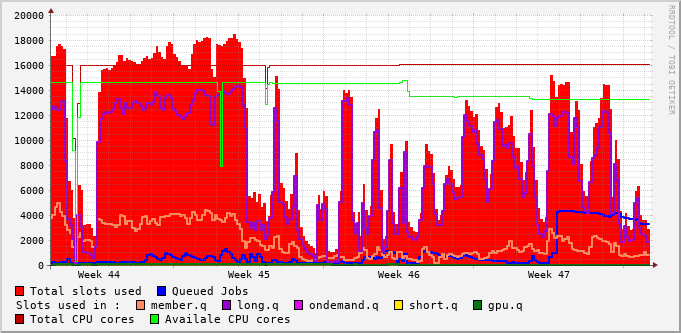 20000
18000
16000
14000
12000
10000
8000
6000
4000
2000
0
Week 44 Week 45 Week 46 Week 47
Total slots used Queued Jobs
Slots used in : member.q long.q ondemand.q short.q gpu.q
Total CPU cores Availale CPU cores
RRDTOOL / TOBI OETIKER